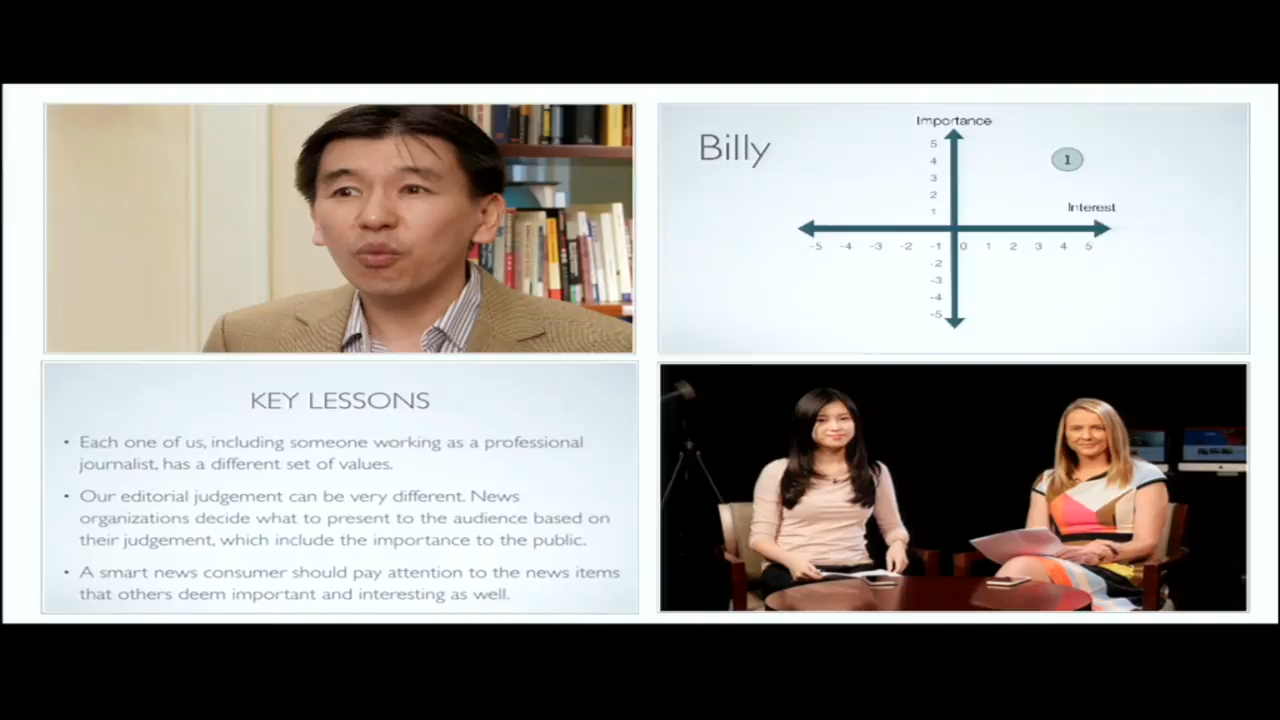 Billy
Importance
5
4
3
2
1
1
Interest
-5 -4 -3 -2 -1 0 1 2 3 4 5
-2
-3
-4
-5
KEY LESSONS
• Each one of us, including someone working as a professional
journalist, has a different set of values.
• Our editorial judgement can be very different. News
organizations decide what to present to the audience based on
their judgement, which include the importance to the public.
• A smart news consumer should pay attention to the news items
that others deem important and interesting as well.